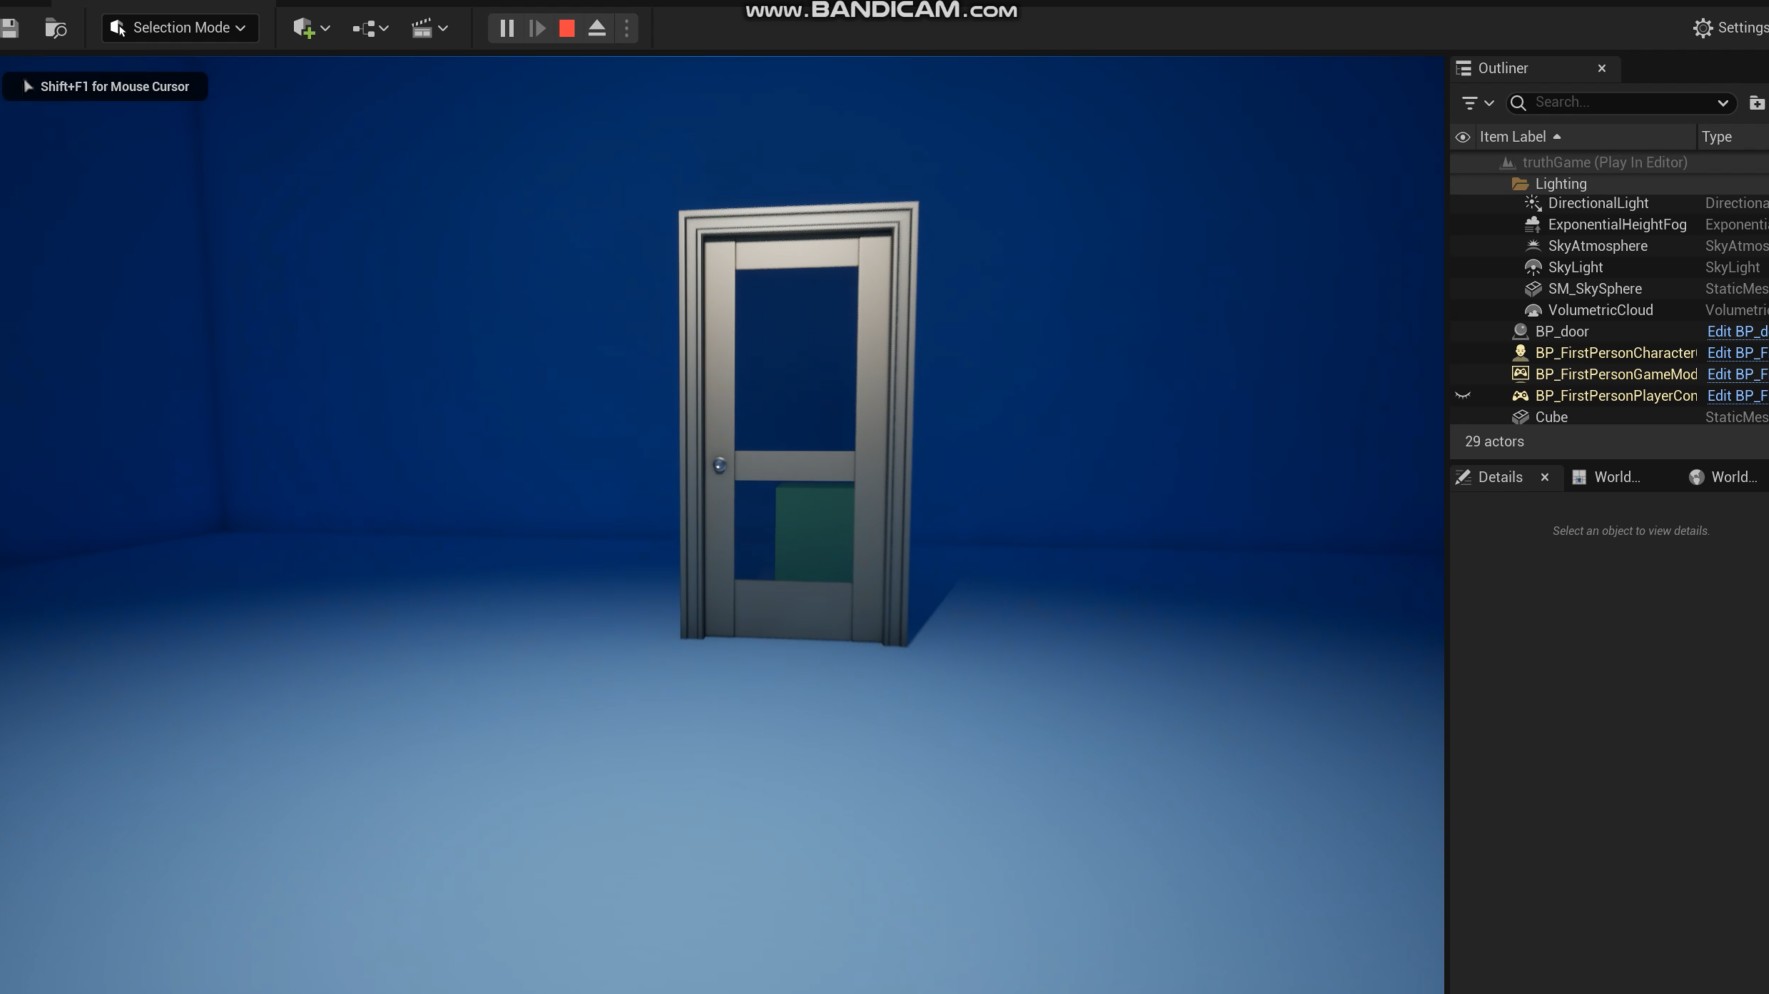 www.BANDICAM.com
Selection Mode
Settings
Shift+F1 for Mouse Cursor
Outliner
Search...
Item Label
Type
truthGame (Play In Editor)
Lighting
DirectionalLight Directiona
ExponentialHeightFog Exponenti
SkyAtmosphere SkyAtmos
SkyLight SkyLight
SM_SkySphere StaticMes
VolumetricCloud Volumetri
BP_door Edit BP_d
BP_FirstPersonCharacter Edit BP_F
BP_FirstPersonGameMod Edit BP_F
BP_FirstPersonPlayerCon Edit BP_F
Cube StaticMes
29 actors
Details
World...
World...
Select an object to view details.